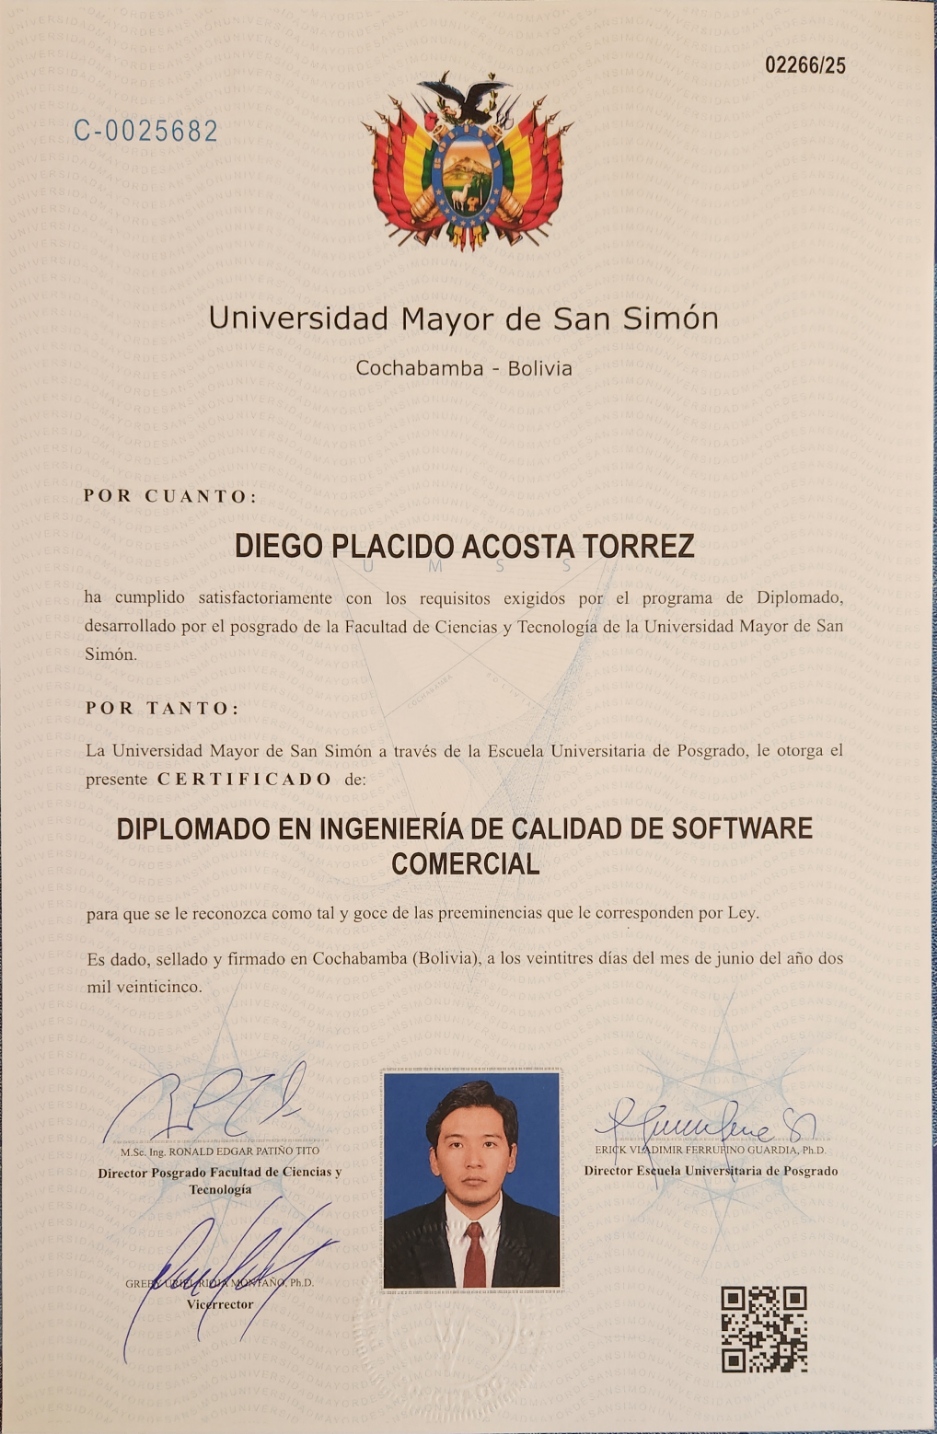 02266/25
C-0025682
Universidad Mayor de San Simón
Cochabamba - Bolivia
POR CUANTO:
DIEGO PLACIDO ACOSTA TORREZ
U M S S
ha cumplido satisfactoriamente con los requisitos exigidos por el programa de Diplomado,
desarrollado por el posgrado de la Facultad de Ciencias y Tecnología de la Universidad Mayor de San
Simón.
POR TANTO:
La Universidad Mayor de San Simón a través de la Escuela Universitaria de Posgrado, le otorga el
presente CERTIFICADO de:
DIPLOMADO EN INGENIERÍA DE CALIDAD DE SOFTWARE
COMERCIAL
para que se le reconozca como tal y goce de las preeminencias que le corresponden por Ley.
Es dado, sellado y firmado en Cochabamba (Bolivia), a los veintitres días del mes de junio del año dos
mil veinticinco.
M.Sc. Ing. RONALD EDGAR PATIÑO TITO
Director Posgrado Facultad de Ciencias y
Tecnología
ERICK VLADIMIR FERRUFINO GUARDIA, Ph.D.
Director Escuela Universitaria de Posgrado
MONTAÑO, Ph.D.
Vicerrector